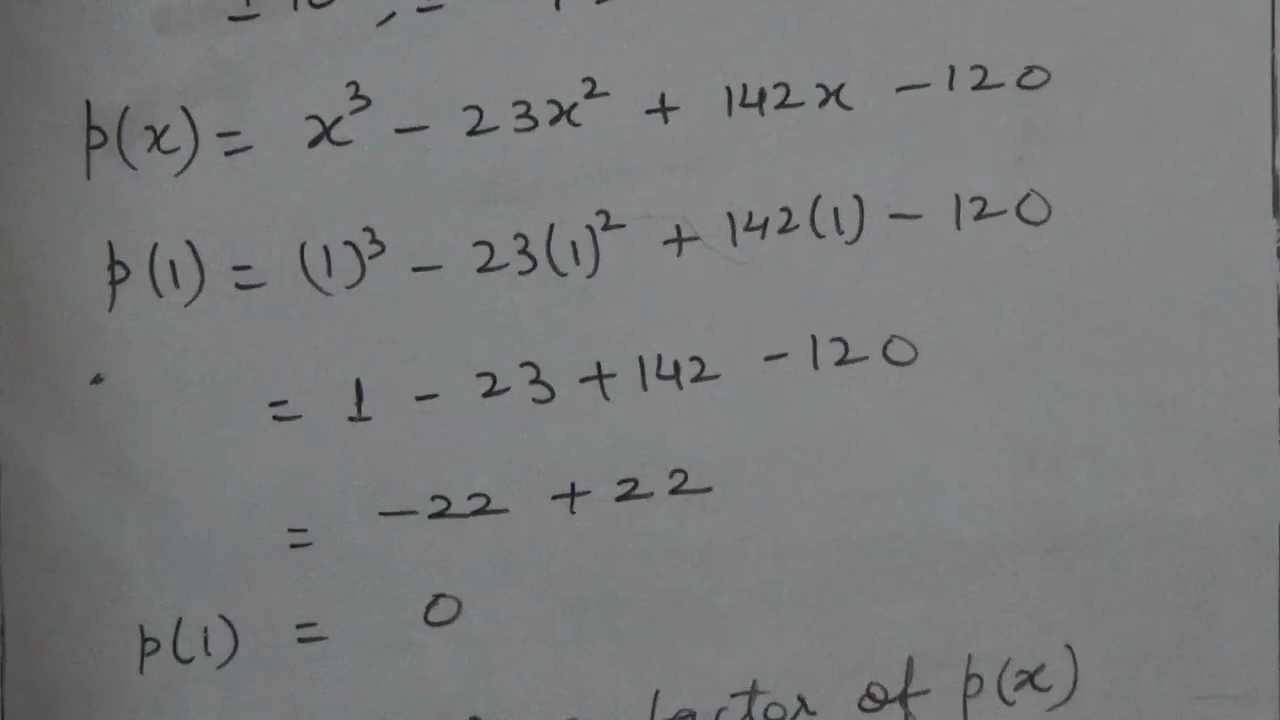 p(x) = x³ - 23x² + 142x - 120
p(1) = (1)³ - 23(1)² + 142(1) - 120
= 1 - 23 + 142 - 120
= -22 + 22
p(1) = 0
factor of p(x)